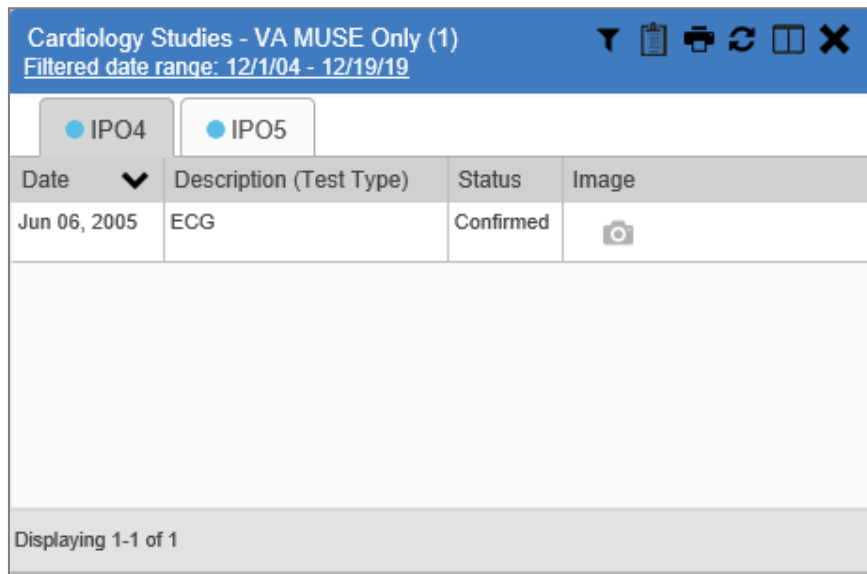 Cardiology Studies - VA MUSE Only (1)
Filtered date range: 12/1/04 - 12/19/19
IPO4 IPO5
Date Description (Test Type) Status Image
Jun 06, 2005 ECG Confirmed
Displaying 1-1 of 1